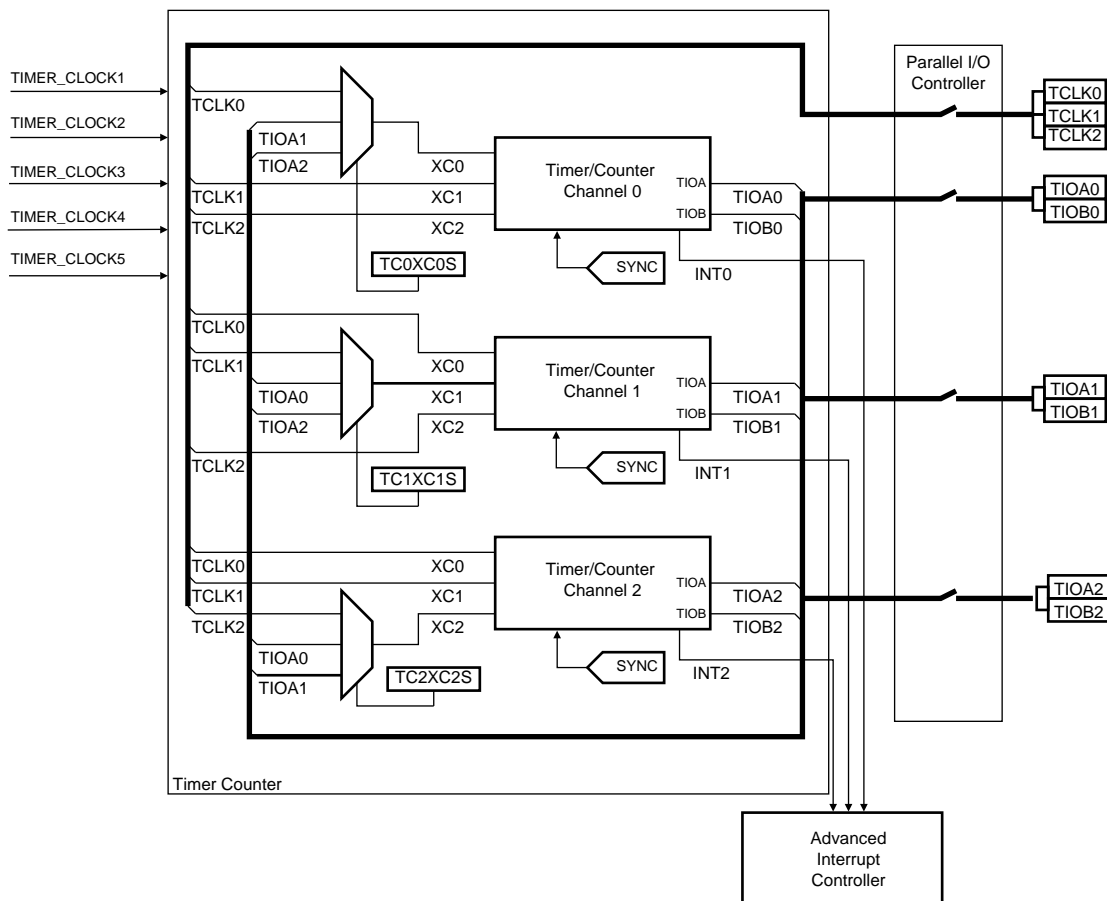 TIMER_CLOCK1
TIMER_CLOCK2
TIMER_CLOCK3
TIMER_CLOCK4
TIMER_CLOCK5
TCLK0
TIOA1
TIOA2
TCLK1
TCLK2
XC0
XC1
XC2
TC0XC0S
Timer/Counter
Channel 0
TIOA
TIOB
TIOA0
TIOB0
SYNC
INT0
TCLK0
TCLK1
TIOA0
TIOA2
TCLK2
XC0
XC1
XC2
TC1XC1S
Timer/Counter
Channel 1
TIOA
TIOB
TIOA1
TIOB1
SYNC
INT1
TCLK0
TCLK1
TCLK2
TIOA0
TIOA1
XC0
XC1
XC2
TC2XC2S
Timer/Counter
Channel 2
TIOA
TIOB
TIOA2
TIOB2
SYNC
INT2
Timer Counter
Parallel I/O
Controller
TCLK0
TCLK1
TCLK2
TIOA0
TIOB0
TIOA1
TIOB1
TIOA2
TIOB2
Advanced
Interrupt
Controller